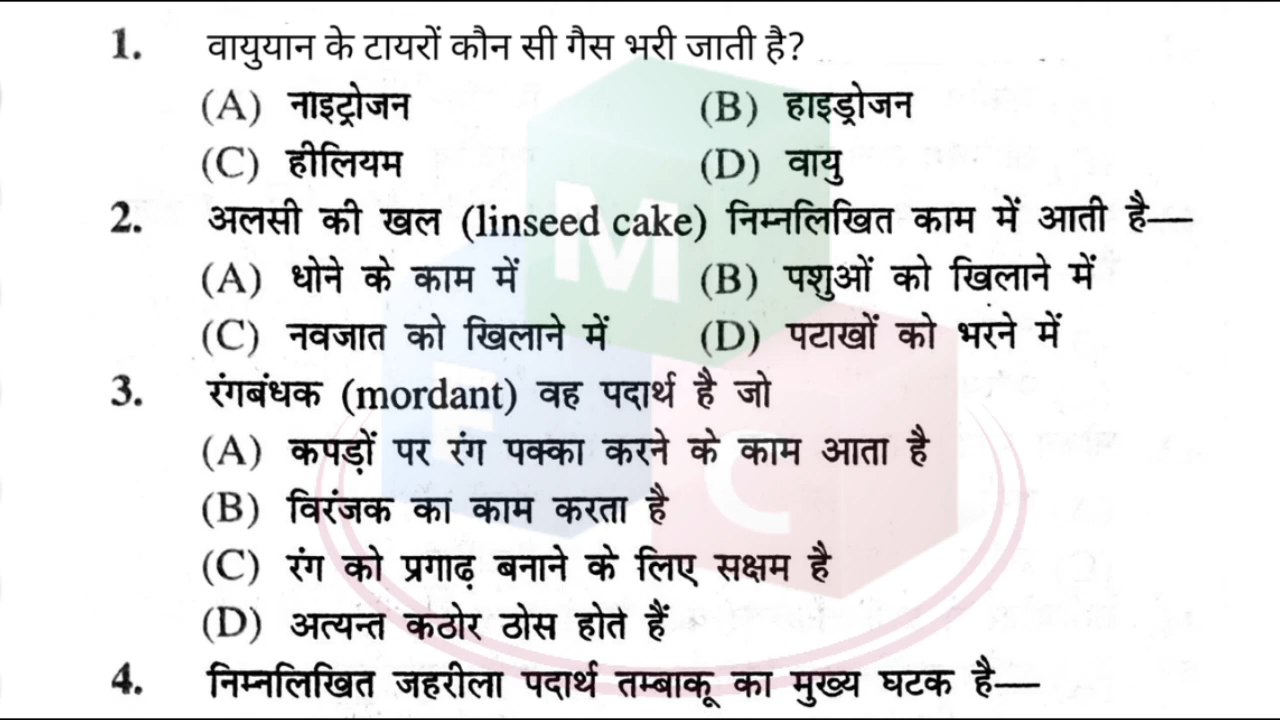 1. वायुयान के टायरों कौन सी गैस भरी जाती है?
(A) नाइट्रोजन (B) हाइड्रोजन
(C) हीलियम (D) वायु
2. अलसी की खल (linseed cake) निम्नलिखित काम में आती है—
(A) धोने के काम में (B) पशुओं को खिलाने में
(C) नवजात को खिलाने में (D) पटाखों को भरने में
3. रंगबंधक (mordant) वह पदार्थ है जो
(A) कपड़ों पर रंग पक्का करने के काम आता है
(B) विरंजक का काम करता है
(C) रंग को प्रगाढ़ बनाने के लिए सक्षम है
(D) अत्यन्त कठोर ठोस होते हैं
4. निम्नलिखित जहरीला पदार्थ तम्बाकू का मुख्य घटक है—
E M C